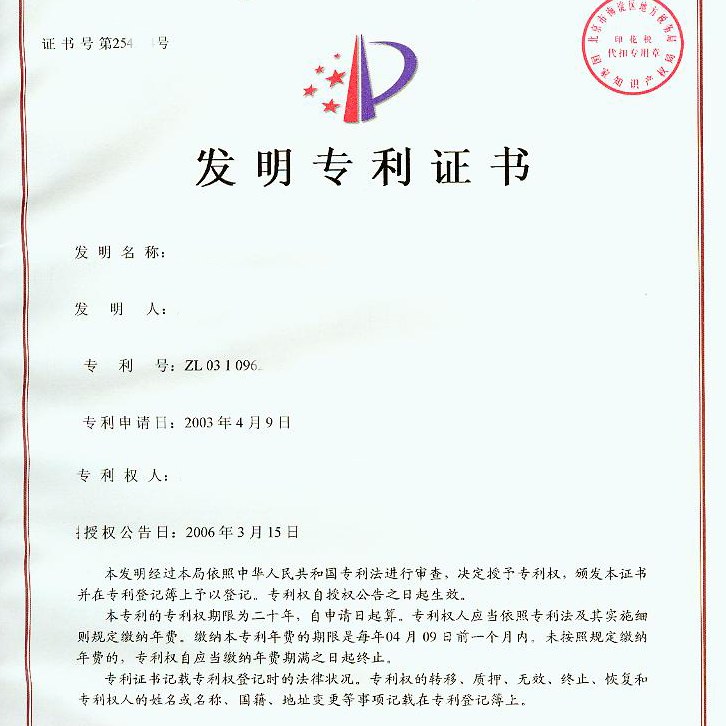 证书号第254 号
北京市海淀区地方税务局
印花税
代扣专用章
国家知识产权局
发明专利证书
发明名称：
发明人：
专利号：ZL 03 1 096
专利申请日：2003年4月9日
专利权人：
授权公告日：2006年3月15日
本发明经过本局依照中华人民共和国专利法进行审查，决定授予专利权，颁发本证书
并在专利登记簿上予以登记。专利权自授权公告之日起生效。
本专利的专利权期限为二十年，自申请日起算。专利权人应当依照专利法及其实施细
则规定缴纳年费。缴纳本专利年费的期限是每年04 月 09 日前一个月内。未按照规定缴纳
年费的，专利权自应当缴纳年费期满之日起终止。
专利证书记载专利权登记时的法律状况。专利权的转移、质押、无效、终止、恢复和
专利权人的姓名或名称、国籍、地址变更等事项记载在专利登记簿上。